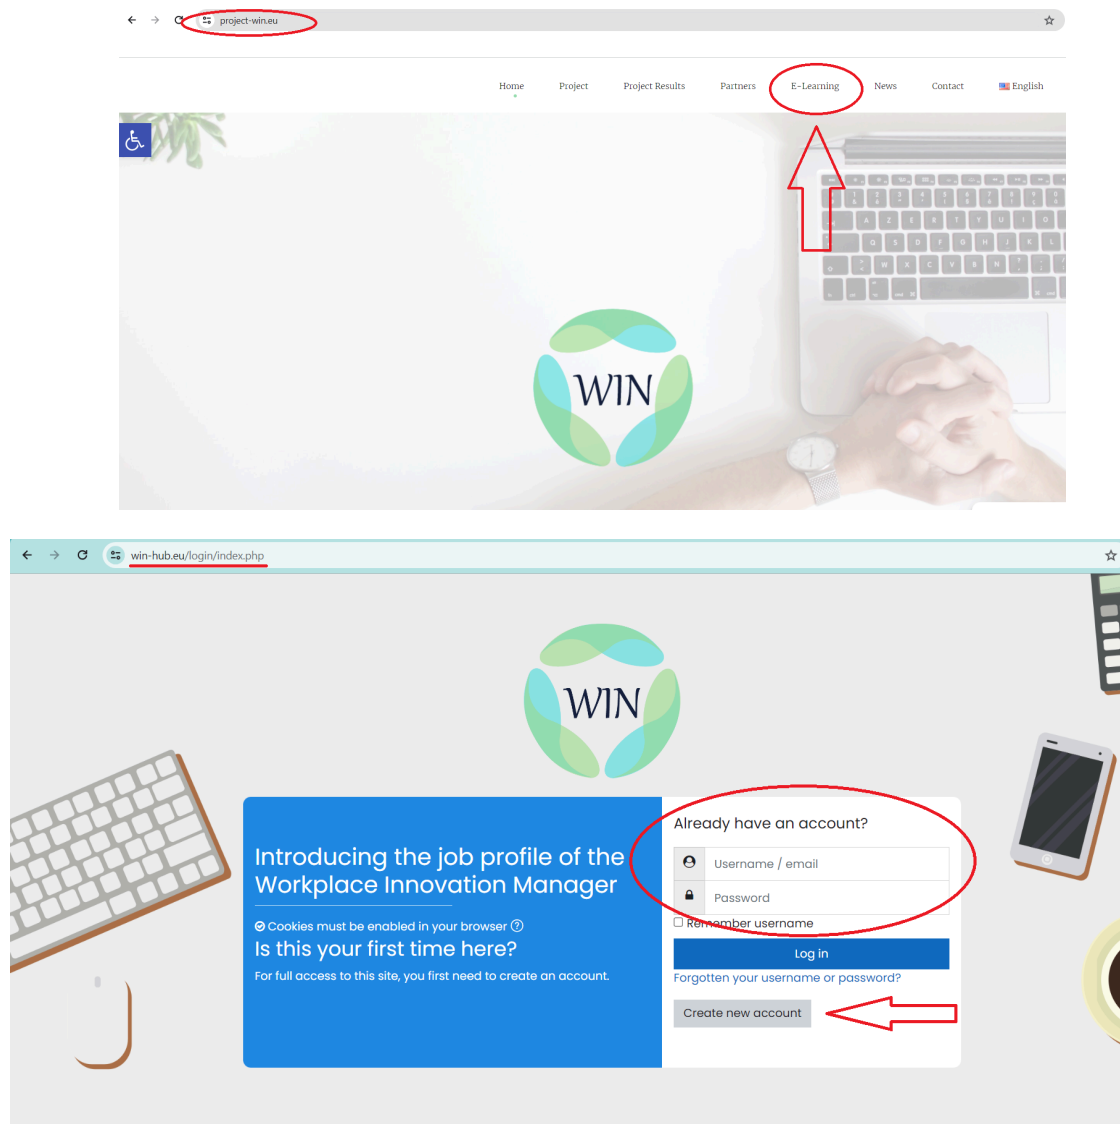 project-win.eu
Home Project Project Results Partners E-Learning News Contact English
WIN
win-hub.eu/login/index.php
WIN
Already have an account?
Username / email
Password
Remember username
Log in
Forgotten your username or password?
Create new account
Introducing the job profile of the
Workplace Innovation Manager
Cookies must be enabled in your browser
Is this your first time here?
For full access to this site, you first need to create an account.